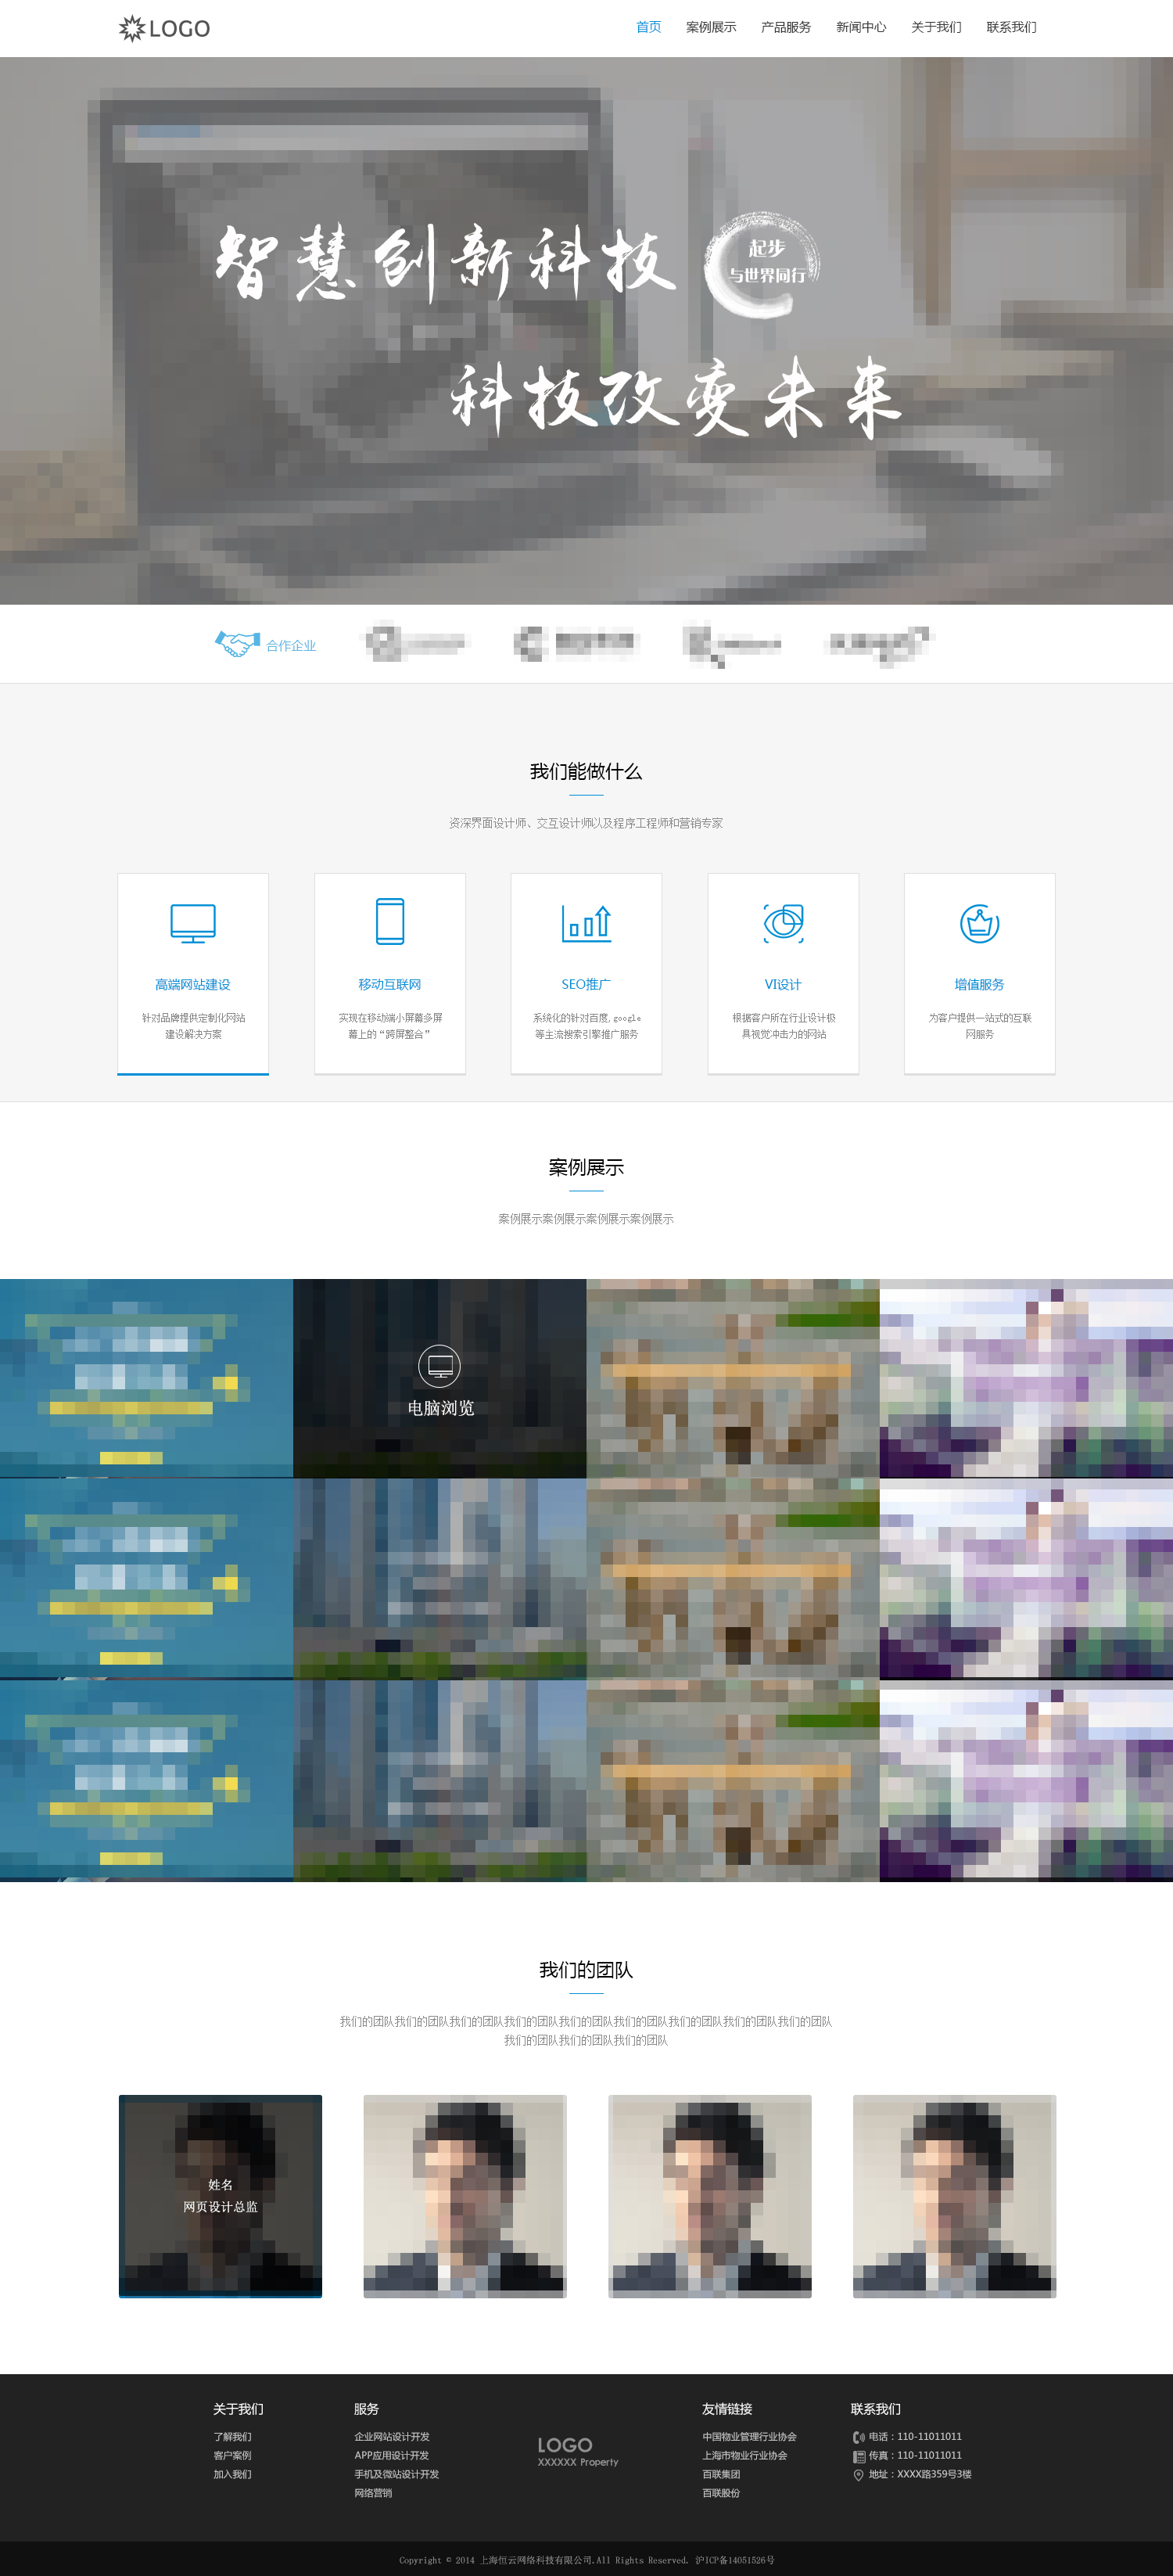 LOGO
首页 案例展示 产品服务 新闻中心 关于我们 联系我们
智慧创新科技
起步
与世界同行
科技改变未来
合作企业
我们能做什么
资深界面设计师、交互设计师以及程序工程师和营销专家
高端网站建设
针对品牌提供定制化网站
建设解决方案
移动互联网
实现在移动端小屏幕多屏
幕上的“跨屏整合”
SEO推广
系统化的针对百度,google
等主流搜索引擎推广服务
VI设计
根据客户所在行业设计极
具视觉冲击力的网站
增值服务
为客户提供一站式的互联
网服务
案例展示
案例展示案例展示案例展示案例展示
电脑浏览
我们的团队
我们的团队我们的团队我们的团队我们的团队我们的团队我们的团队我们的团队我们的团队我们的团队
我们的团队我们的团队我们的团队
姓名
网页设计总监
关于我们
了解我们
客户案例
加入我们
服务
企业网站设计开发
APP应用设计开发
手机及微站设计开发
网络营销
LOGO
XXXXXX Property
友情链接
中国物业管理行业协会
上海市物业行业协会
百联集团
百联股份
联系我们
电话：110-11011011
传真：110-11011011
地址：XXXX路359号3楼
Copyright © 2014 上海恒云网络科技有限公司.All Rights Reserved. 沪ICP备14051526号